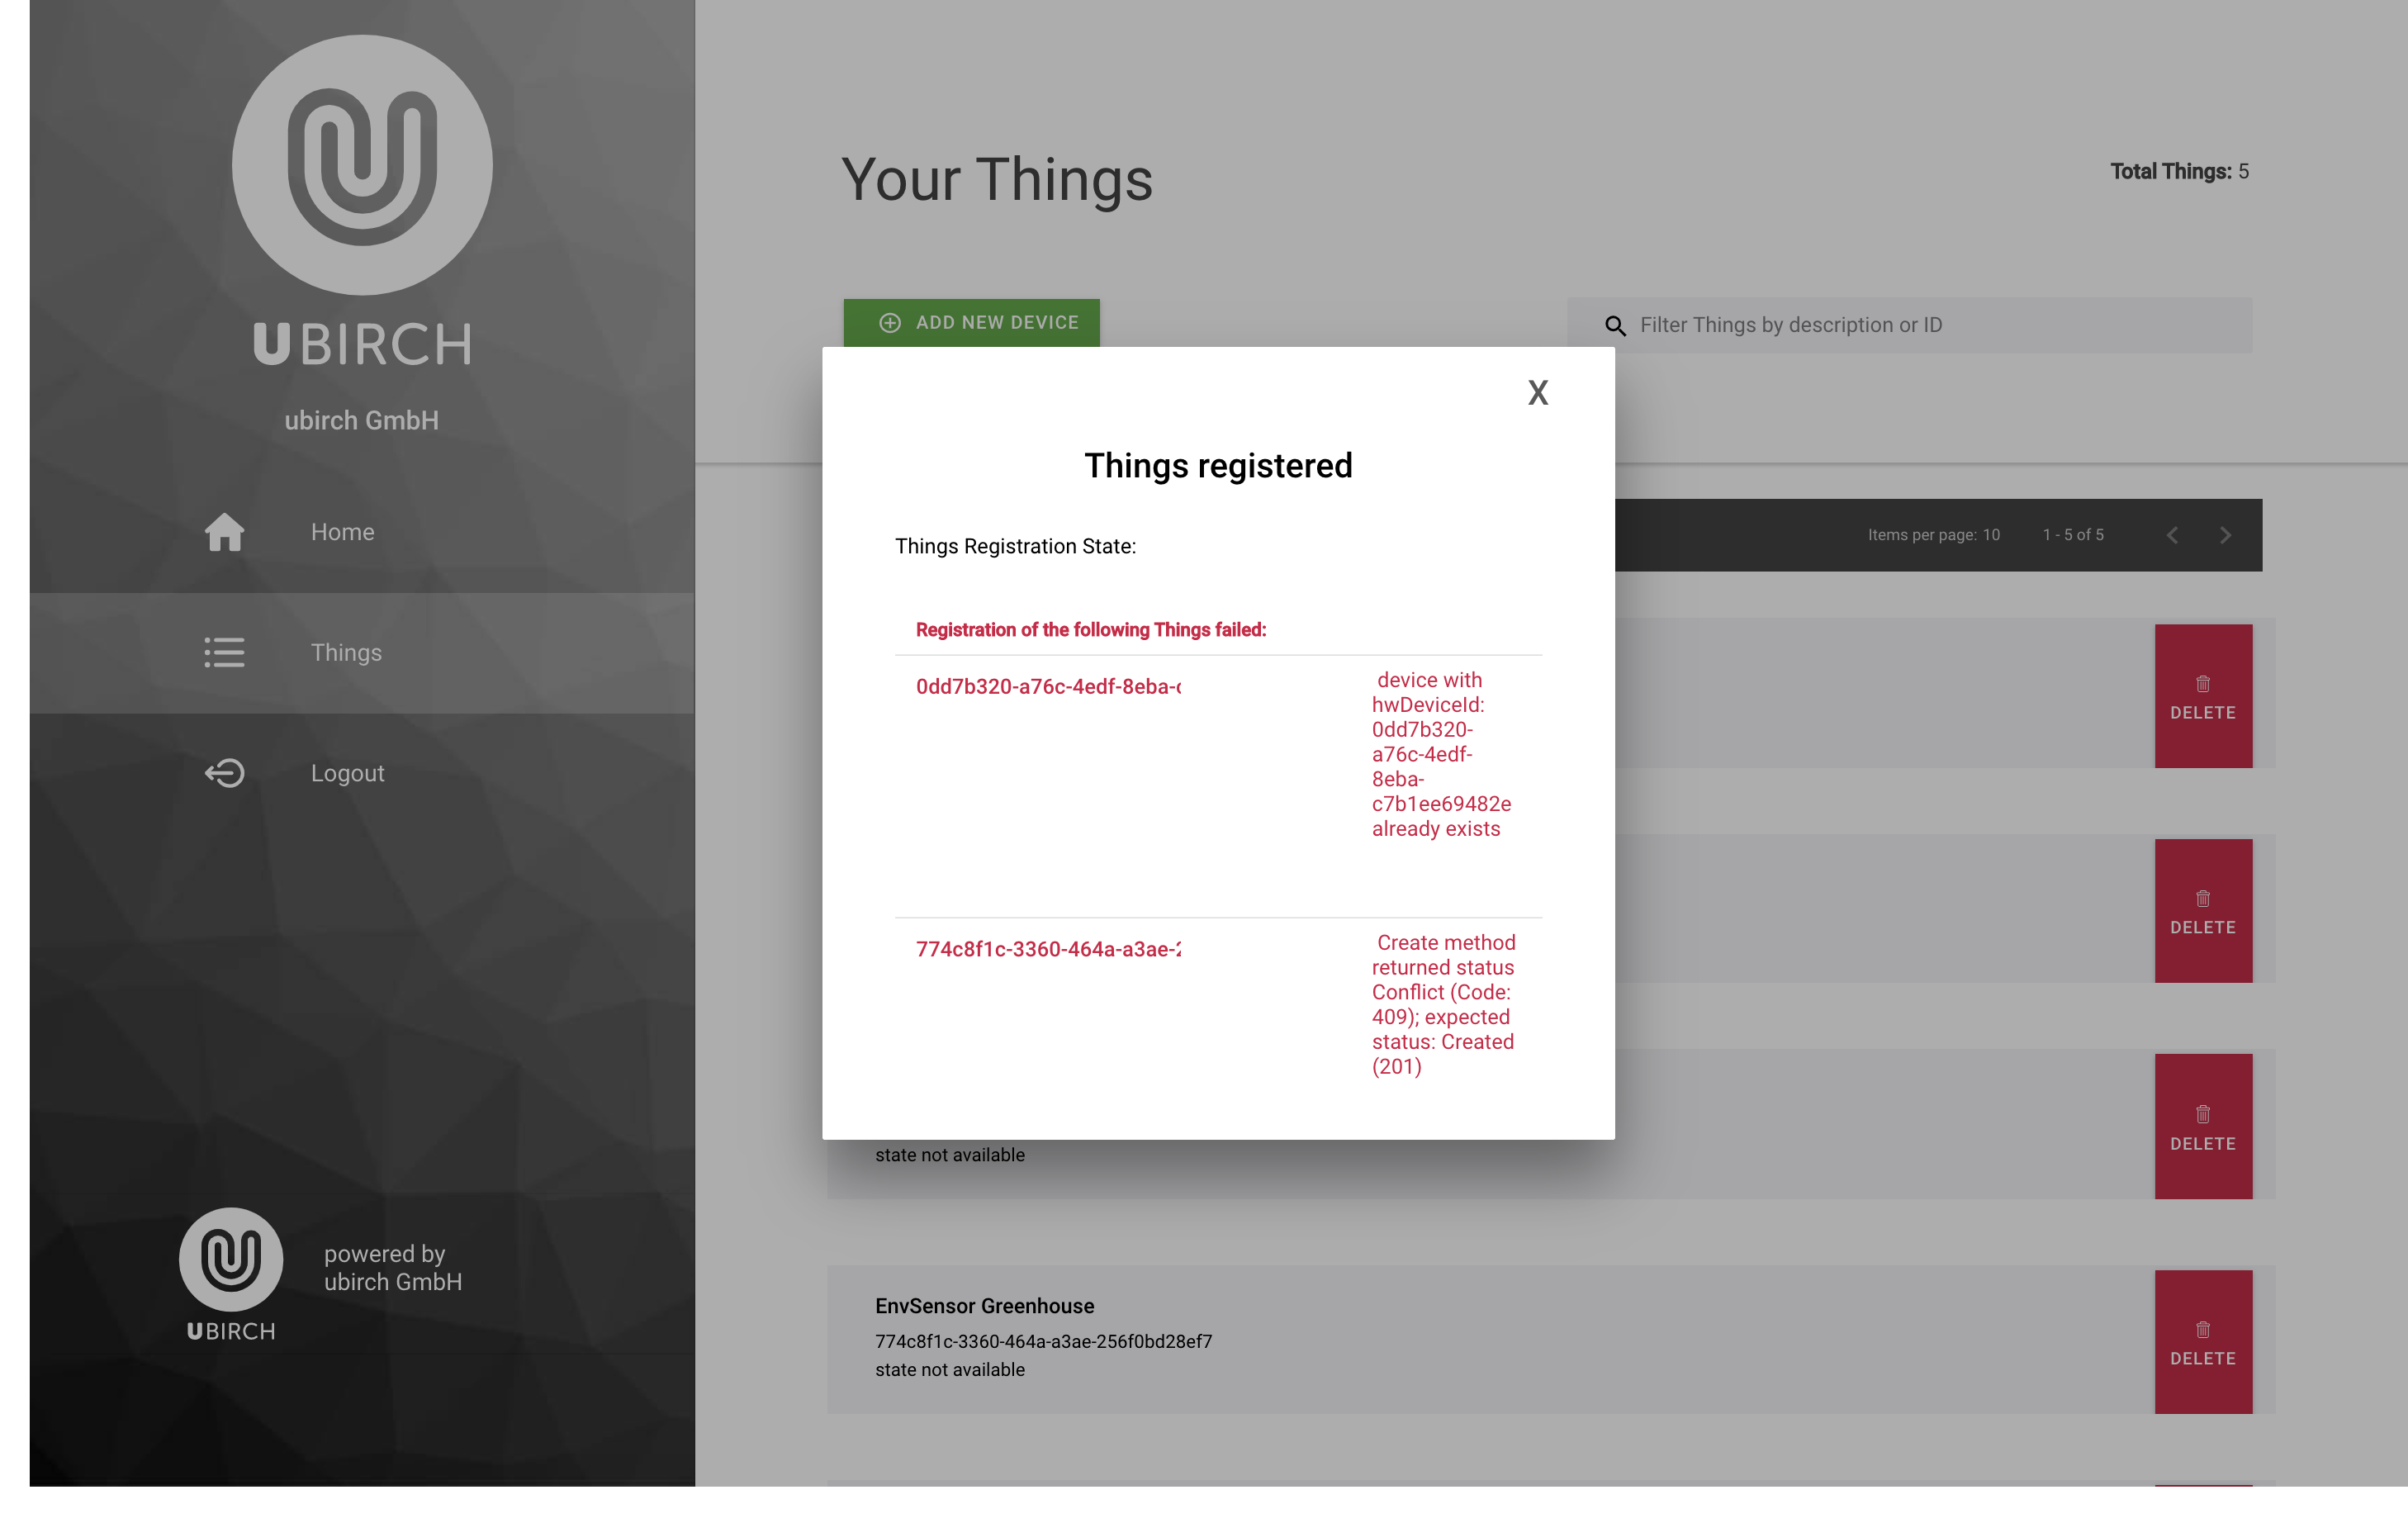 UBIRCH
ubirch GmbH
Home
Things
Logout
powered by
ubirch GmbH
UBIRCH
Your Things
Total Things: 5
ADD NEW DEVICE
Filter Things by description or ID
Items per page: 10
1 - 5 of 5
X
Things registered
Things Registration State:
Registration of the following Things failed:
0dd7b320-a76c-4edf-8eba-
device with
hwDeviceId:
0dd7b320-
a76c-4edf-
8eba-
c7b1ee69482e
already exists
774c8f1c-3360-464a-a3ae-2
Create method
returned status
Conflict (Code:
409); expected
status: Created
(201)
DELETE
DELETE
state not available
DELETE
EnvSensor Greenhouse
774c8f1c-3360-464a-a3ae-256f0bd28ef7
state not available
DELETE